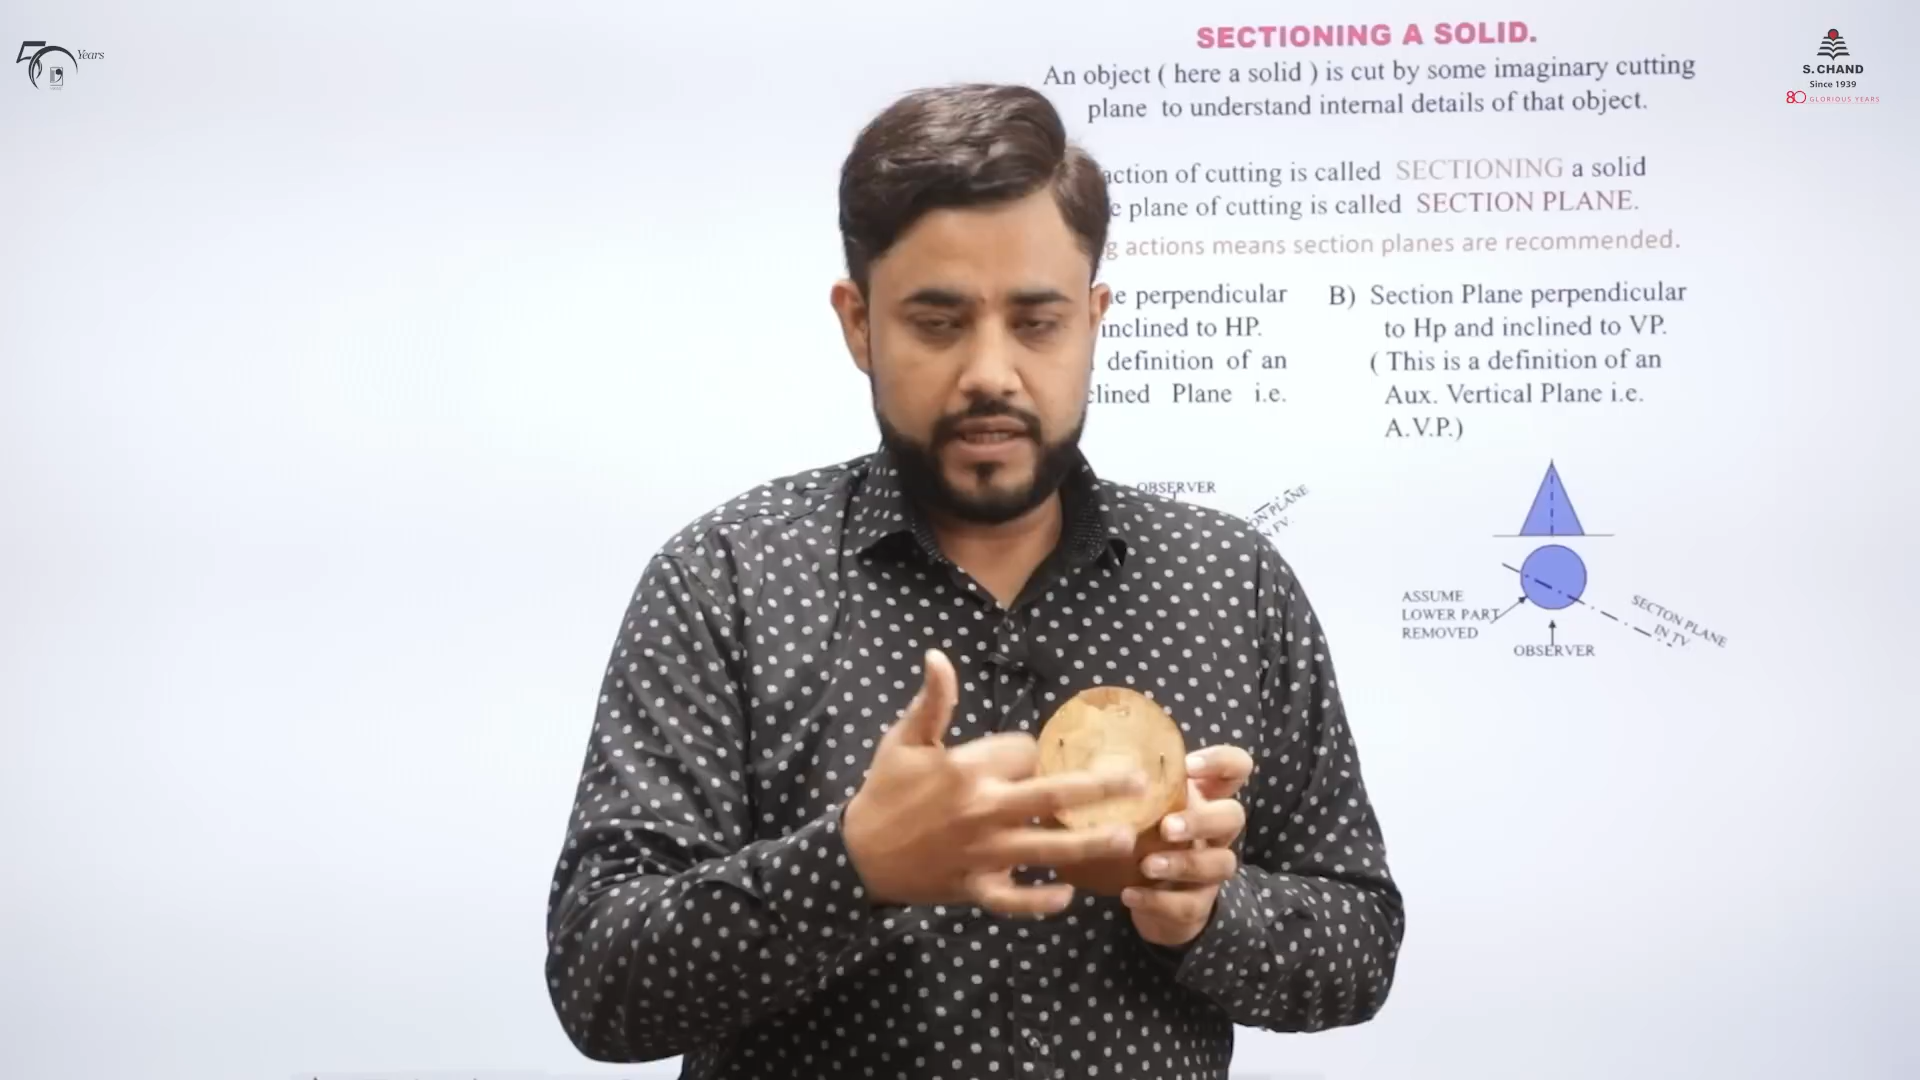 50 Years
SECTIONING A SOLID.
An object ( here a solid ) is cut by some imaginary cutting
plane to understand internal details of that object.
action of cutting is called SECTIONING a solid
plane of cutting is called SECTION PLANE.
actions means section planes are recommended.
perpendicular
inclined to HP.
definition of an
Plane i.e.
B) Section Plane perpendicular
to Hp and inclined to VP.
( This is a definition of an
Aux. Vertical Plane i.e.
A.V.P.)
OBSERVER
PLANE
FV.
ASSUME
LOWER PART
REMOVED
OBSERVER
SECTON PLANE
IN TV
S. CHAND
Since 1939
80 GLORIOUS YEARS